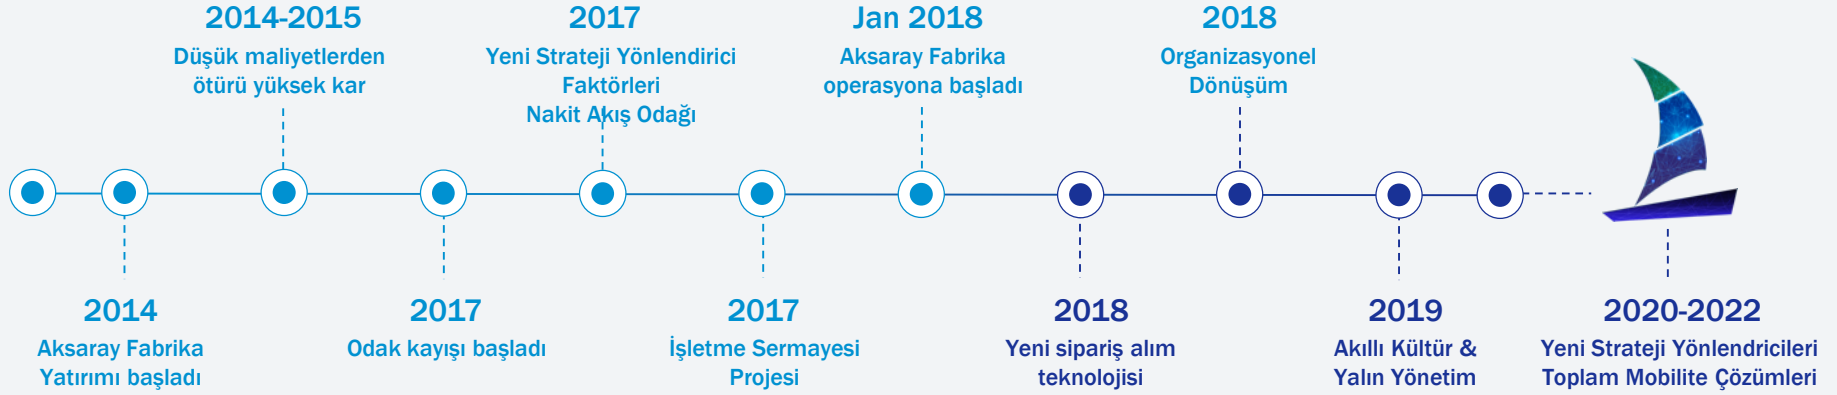 2014-2015
Düşük maliyetlerden
ötürü yüksek kar
2017
Yeni Strateji Yönlendirici
Faktörleri
Nakit Akış Odağı
Jan 2018
Aksaray Fabrika
operasyona başladı
2018
Organizasyonel
Dönüşüm
2014
Aksaray Fabrika
Yatırımı başladı
2017
Odak kayışı başladı
2017
İşletme Sermayesi
Projesi
2018
Yeni sipariş alım
teknolojisi
2019
Akıllı Kültür &
Yalın Yönetim
2020-2022
Yeni Strateji Yönlendricileri
Toplam Mobilite Çözümleri